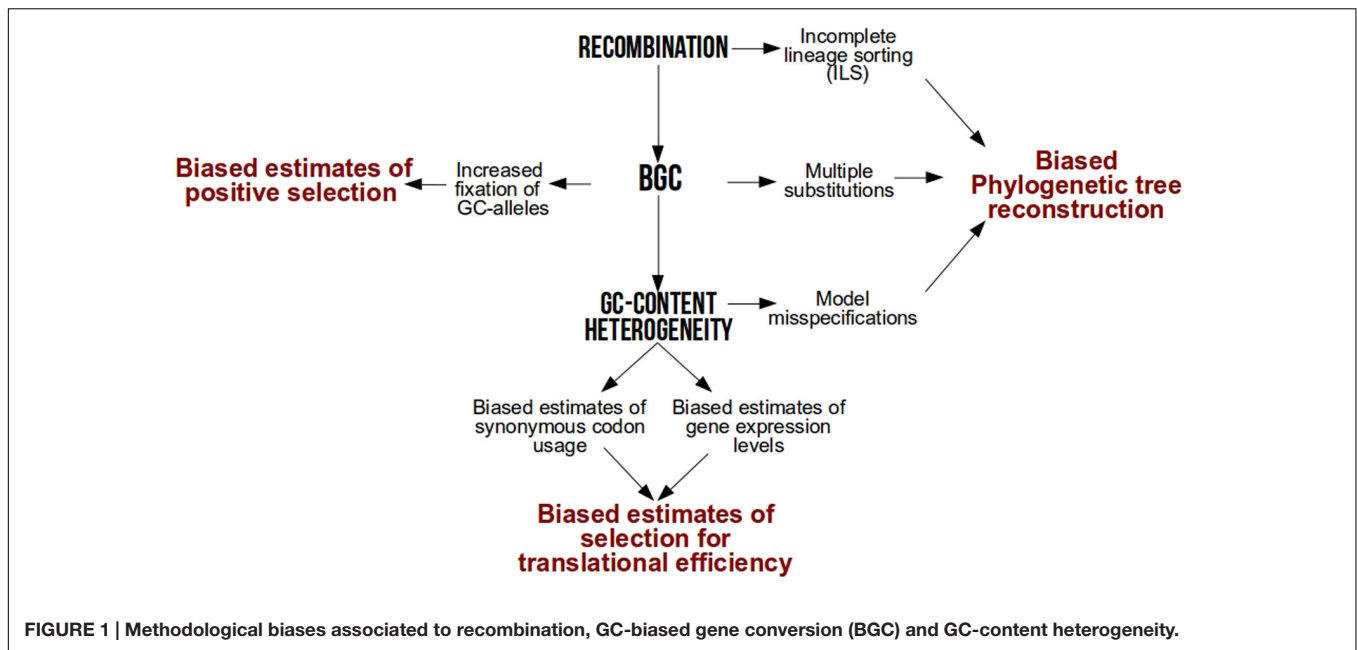 RECOMBINATION
Incomplete
lineage sorting
(ILS)
Biased estimates of
positive selection
Increased
fixation of
GC-alleles
BGC
Multiple
substitutions
Biased
Phylogenetic tree
reconstruction
GC-CONTENT
HETEROGENEITY
Model
misspecifications
Biased estimates of
synonymous codon
usage
Biased estimates of
gene expression
levels
Biased estimates of
selection for
translational efficiency
FIGURE 1 | Methodological biases associated to recombination, GC-biased gene conversion (BGC) and GC-content heterogeneity.